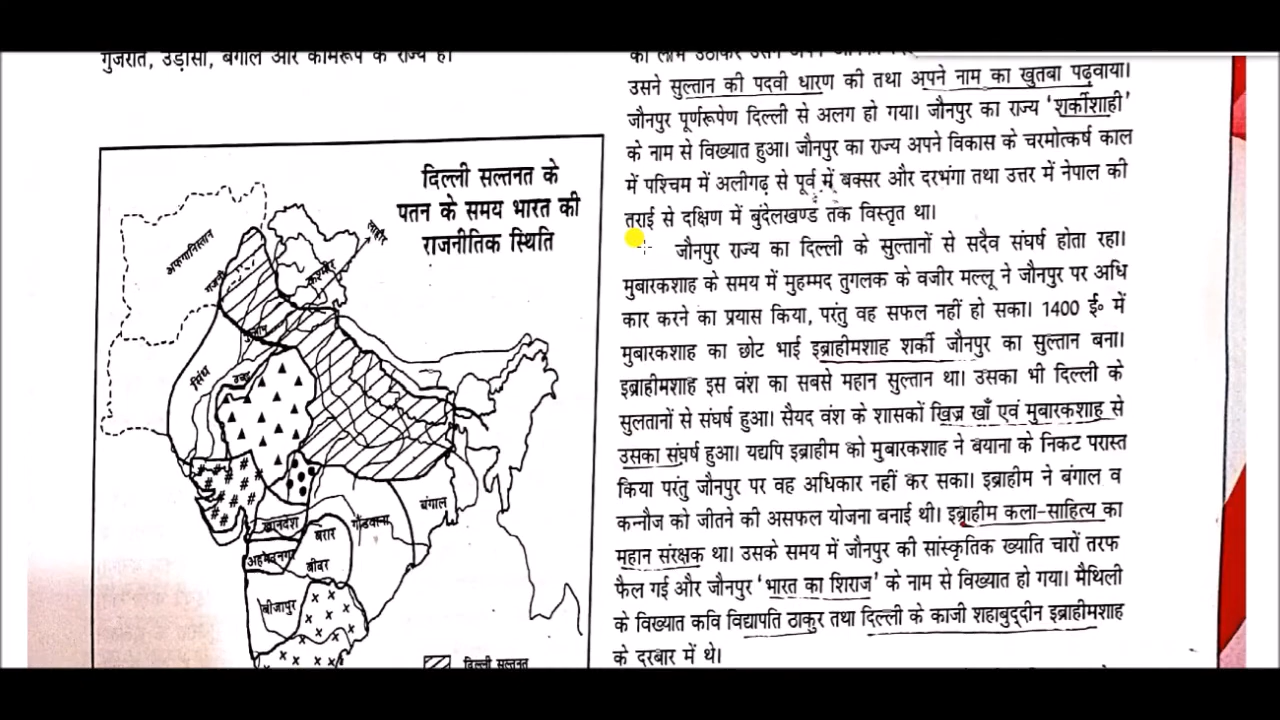 गुजरात, उड़ीसा, बंगाल और कामरूप के राज्य हो
दिल्ली सल्तनत के
पतन के समय भारत की
राजनीतिक स्थिति
अफगानिस्तान
गजनी
कश्मीर
सिंध
खानदेश
बरार
गौंडवाना
बंगाल
अहमदनगर
बीदर
बीजापुर
दिल्ली सल्तनत
का लाभ उठाकर उसने अपने
उसने सुल्तान की पदवी धारण की तथा अपने नाम का खुतबा पढ़वाया।
जौनपुर पूर्णरूपेण दिल्ली से अलग हो गया। जौनपुर का राज्य ‘शर्कीशाही’
के नाम से विख्यात हुआ। जौनपुर का राज्य अपने विकास के चरमोत्कर्ष काल
में पश्चिम में अलीगढ़ से पूर्व में बक्सर और दरभंगा तथा उत्तर में नेपाल की
तराई से दक्षिण में बुंदेलखण्ड तक विस्तृत था।
जौनपुर राज्य का दिल्ली के सुल्तानों से सदैव संघर्ष होता रहा।
मुबारकशाह के समय में मुहम्मद तुगलक के वजीर मल्लू ने जौनपुर पर अधि
कार करने का प्रयास किया, परंतु वह सफल नहीं हो सका। 1400 ई० में
मुबारकशाह का छोट भाई इब्राहीमशाह शर्की जौनपुर का सुल्तान बना।
इब्राहीमशाह इस वंश का सबसे महान सुल्तान था। उसका भी दिल्ली के
सुलतानों से संघर्ष हुआ। सैयद वंश के शासकों खिज्र खाँ एवं मुबारकशाह से
उसका संघर्ष हुआ। यद्यपि इब्राहीम को मुबारकशाह ने बयाना के निकट परास्त
किया परंतु जौनपुर पर वह अधिकार नहीं कर सका। इब्राहीम ने बंगाल व
कन्नौज को जीतने की असफल योजना बनाई थी। इब्राहीम कला-साहित्य का
महान संरक्षक था। उसके समय में जौनपुर की सांस्कृतिक ख्याति चारों तरफ
फैल गई और जौनपुर ‘भारत का शिराज’ के नाम से विख्यात हो गया। मैथिली
के विख्यात कवि विद्यापति ठाकुर तथा दिल्ली के काजी शहाबुद्दीन इब्राहीमशाह
के दरबार में थे।